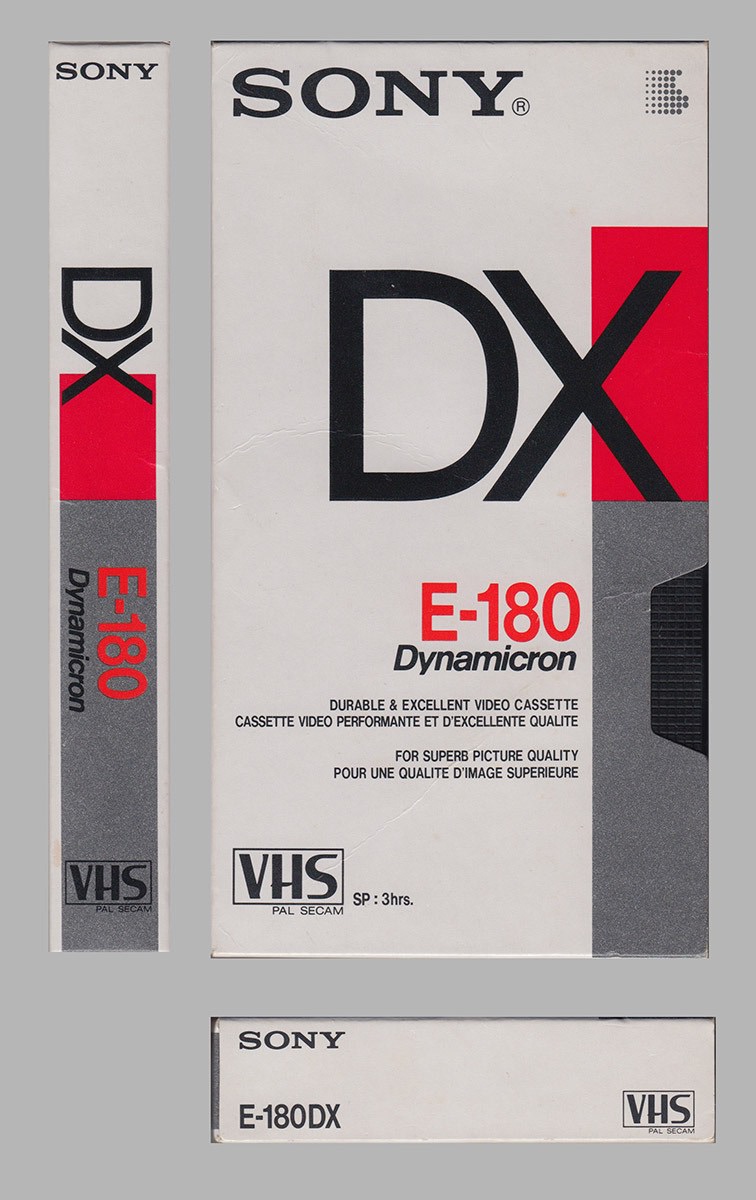 SONY
DX
E-180
Dynamicron
VHS
PAL SECAM
SONY®
DX
E-180
Dynamicron
DURABLE & EXCELLENT VIDEO CASSETTE
CASSETTE VIDEO PERFORMANTE ET D'EXCELLENTE QUALITE
FOR SUPERB PICTURE QUALITY
POUR UNE QUALITE D'IMAGE SUPERIEURE
VHS
PAL SECAM
SP : 3hrs.
SONY
E-180DX
VHS
PAL SECAM